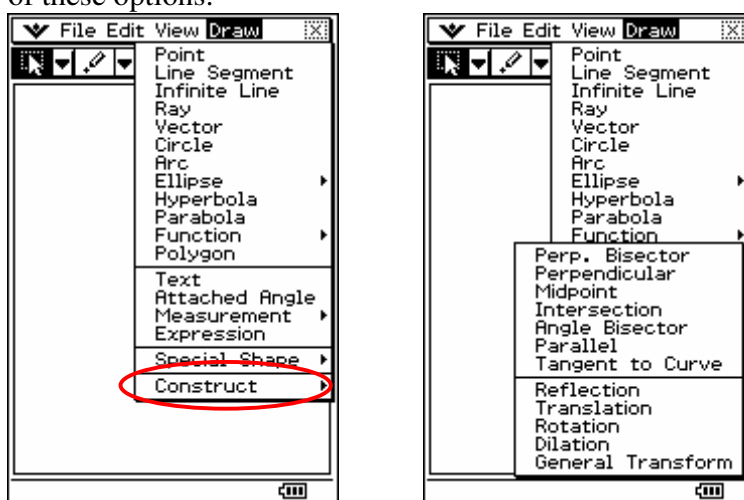 of these options.
File Edit View Draw
Point
Line Segment
Infinite Line
Ray
Vector
Circle
Arc
Ellipse
Hyperbola
Parabola
Function
Polygon
Text
Attached Angle
Measurement
Expression
Special Shape
Construct
File Edit View Draw
Point
Line Segment
Infinite Line
Ray
Vector
Circle
Arc
Ellipse
Hyperbola
Parabola
Function
Perp. Bisector
Perpendicular
Midpoint
Intersection
Angle Bisector
Parallel
Tangent to Curve
Reflection
Translation
Rotation
Dilation
General Transform